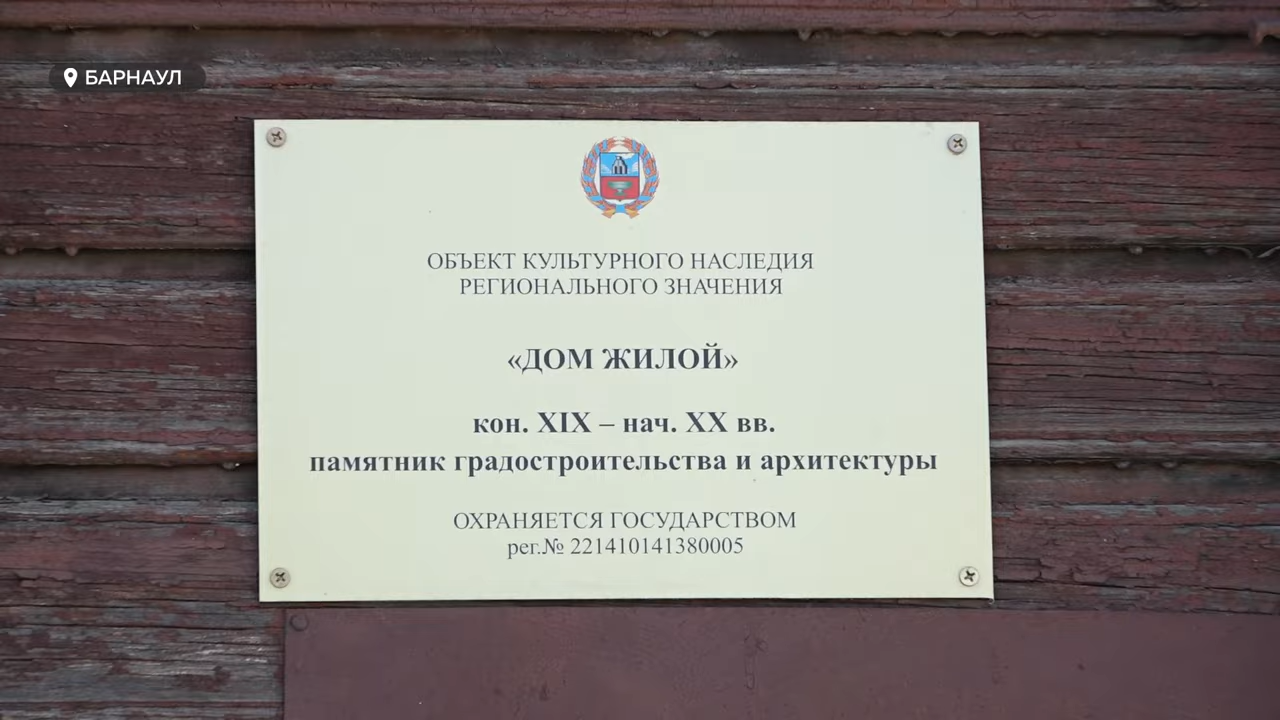 БАРНАУЛ
ОБЪЕКТ КУЛЬТУРНОГО НАСЛЕДИЯ
РЕГИОНАЛЬНОГО ЗНАЧЕНИЯ
«ДОМ ЖИЛОЙ»
кон. XIX – нач. XX вв.
памятник градостроительства и архитектуры
ОХРАНЯЕТСЯ ГОСУДАРСТВОМ
рег.№ 221410141380005